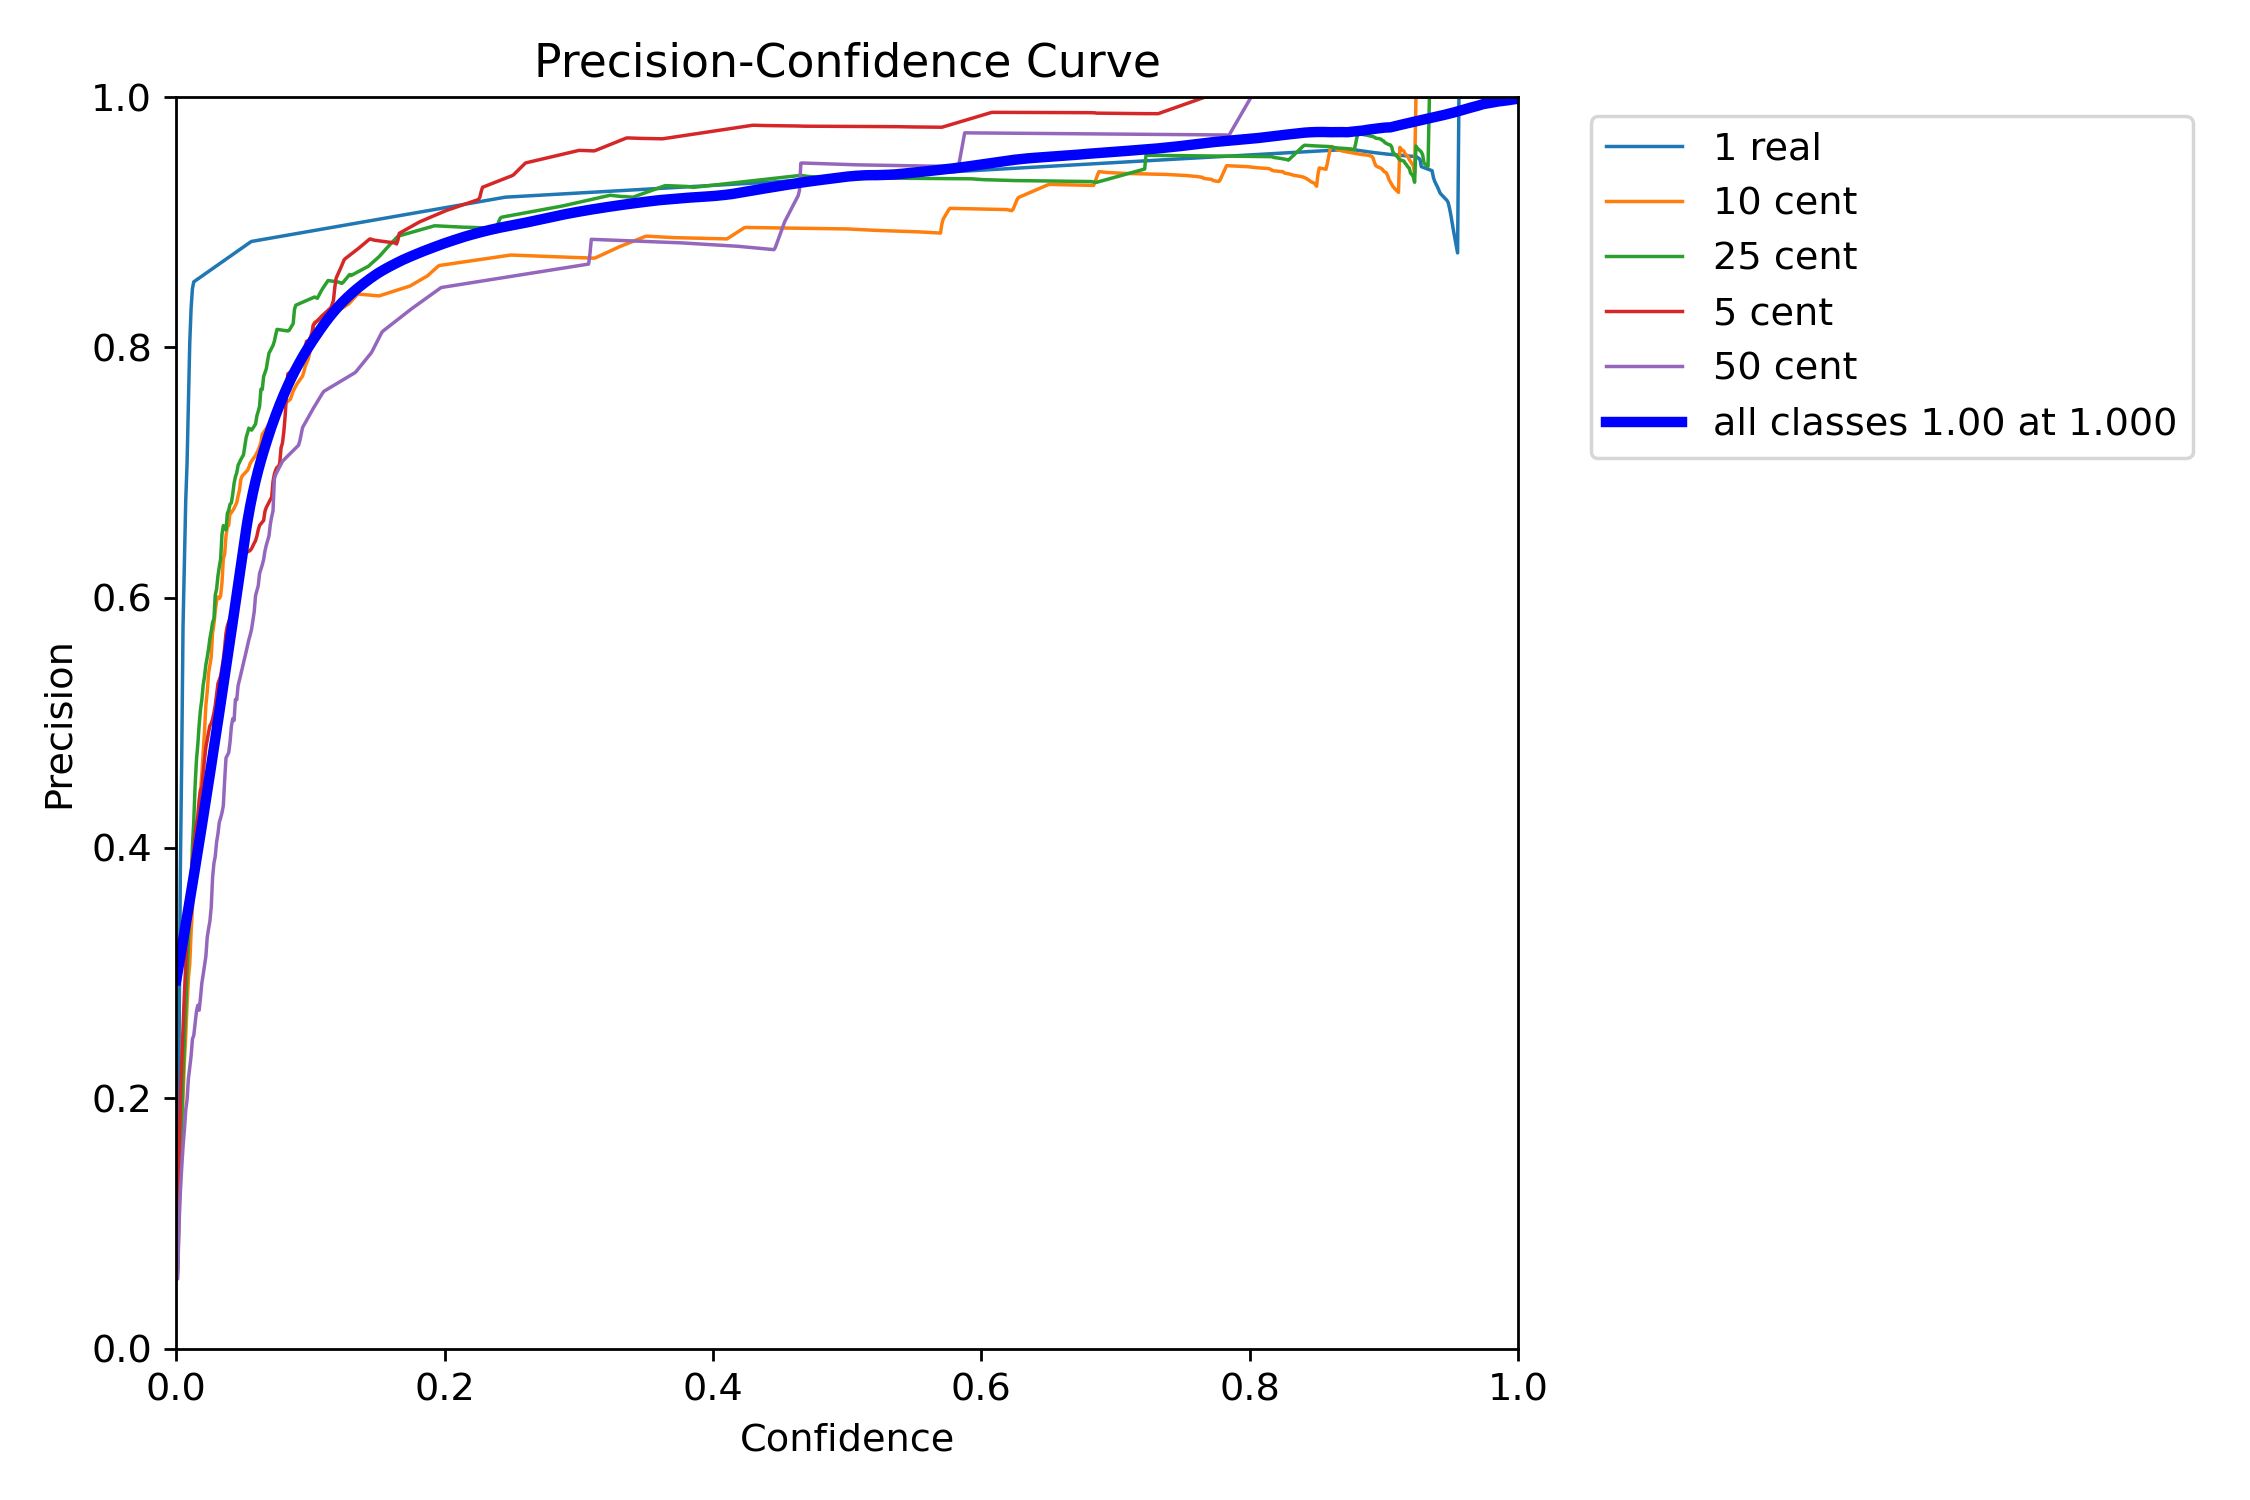 Precision-Confidence Curve
1.0
0.8
0.6
0.4
0.2
0.0
Precision
0.0 0.2 0.4 0.6 0.8 1.0
Confidence
1 real
10 cent
25 cent
5 cent
50 cent
all classes 1.00 at 1.000